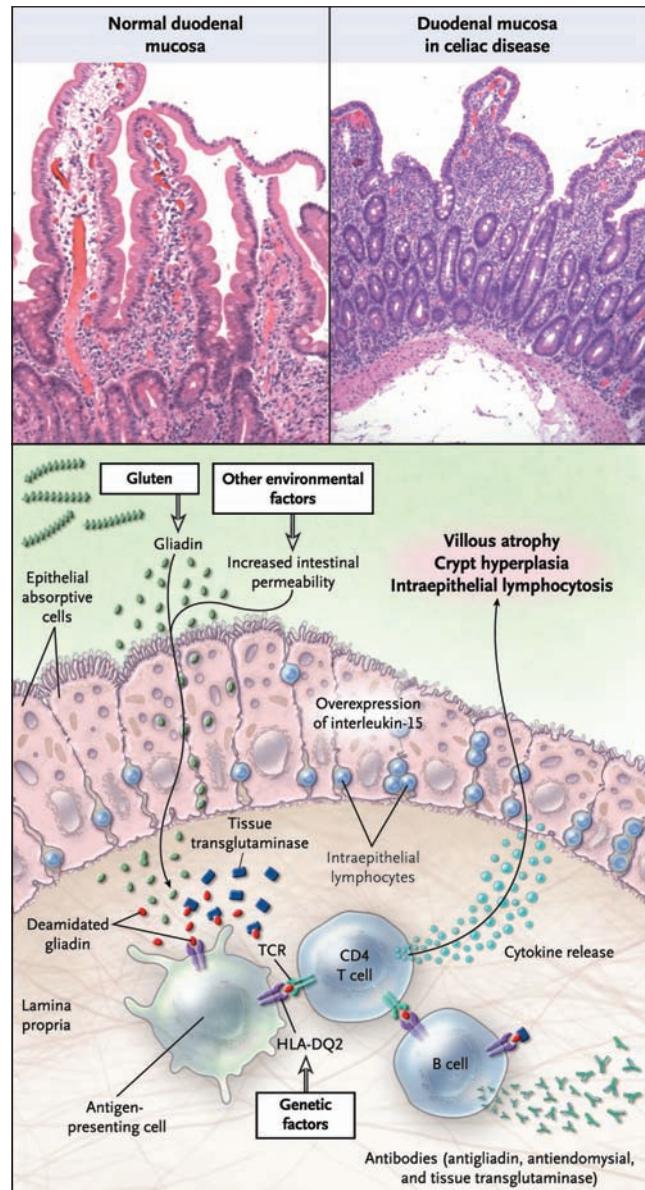 Normal duodenal
mucosa
Duodenal mucosa
in celiac disease
Gluten
Other environmental
factors
Gliadin
Increased intestinal
permeability
Villous atrophy
Crypt hyperplasia
Intraepithelial lymphocytosis
Epithelial
absorptive
cells
Overexpression
of interleukin-15
Tissue
transglutaminase
Intraepithelial
lymphocytes
Deamidated
gliadin
TCR
CD4
T cell
Cytokine release
Lamina
propria
HLA-DQ2
B cell
Antigen-
presenting cell
Genetic
factors
Antibodies (antigliadin, antiendomysial,
and tissue transglutaminase)